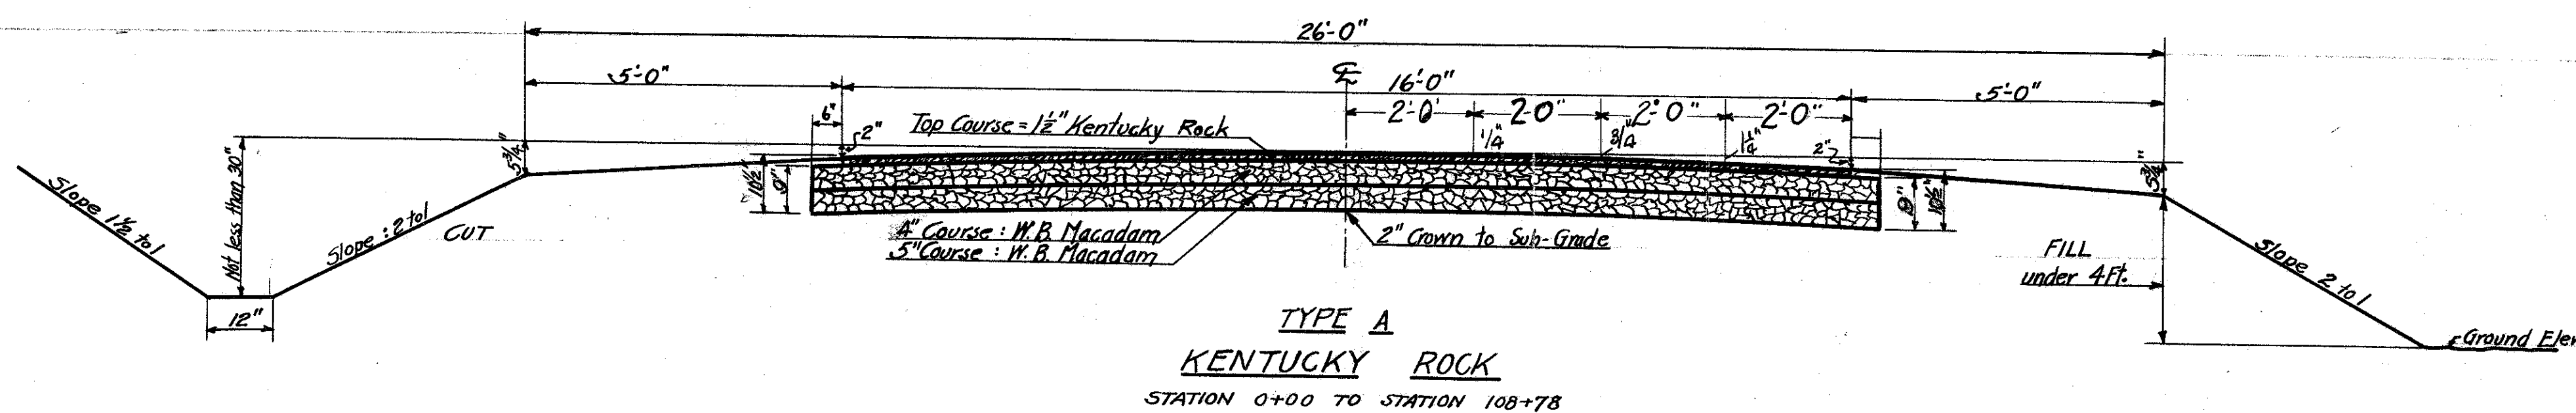 26'-0"
5'-0"
℄
16'-0"
5'-0"
2'-0'
2'-0"
2'-0"
2'-0"
6"
2"
Top Course = 1½" Kentucky Rock
1/4"
3/4"
1¼"
2"
5¾"
5¾"
Not less than 30"
10½"
9"
9"
10½"
Slope 1½ to 1
Slope : 2 to 1
CUT
4" Course : W. B. Macadam
5" Course : W. B. Macadam
2" Crown to Sub-Grade
FILL
under 4 Ft.
Slope 2 to 1
12"
Ground Elev
TYPE A
KENTUCKY ROCK
STATION 0+00 TO STATION 108+78